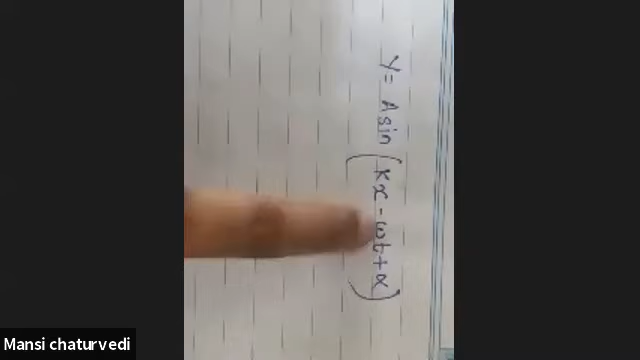 y = A sin (kx - ωt + α)
Mansi chaturvedi